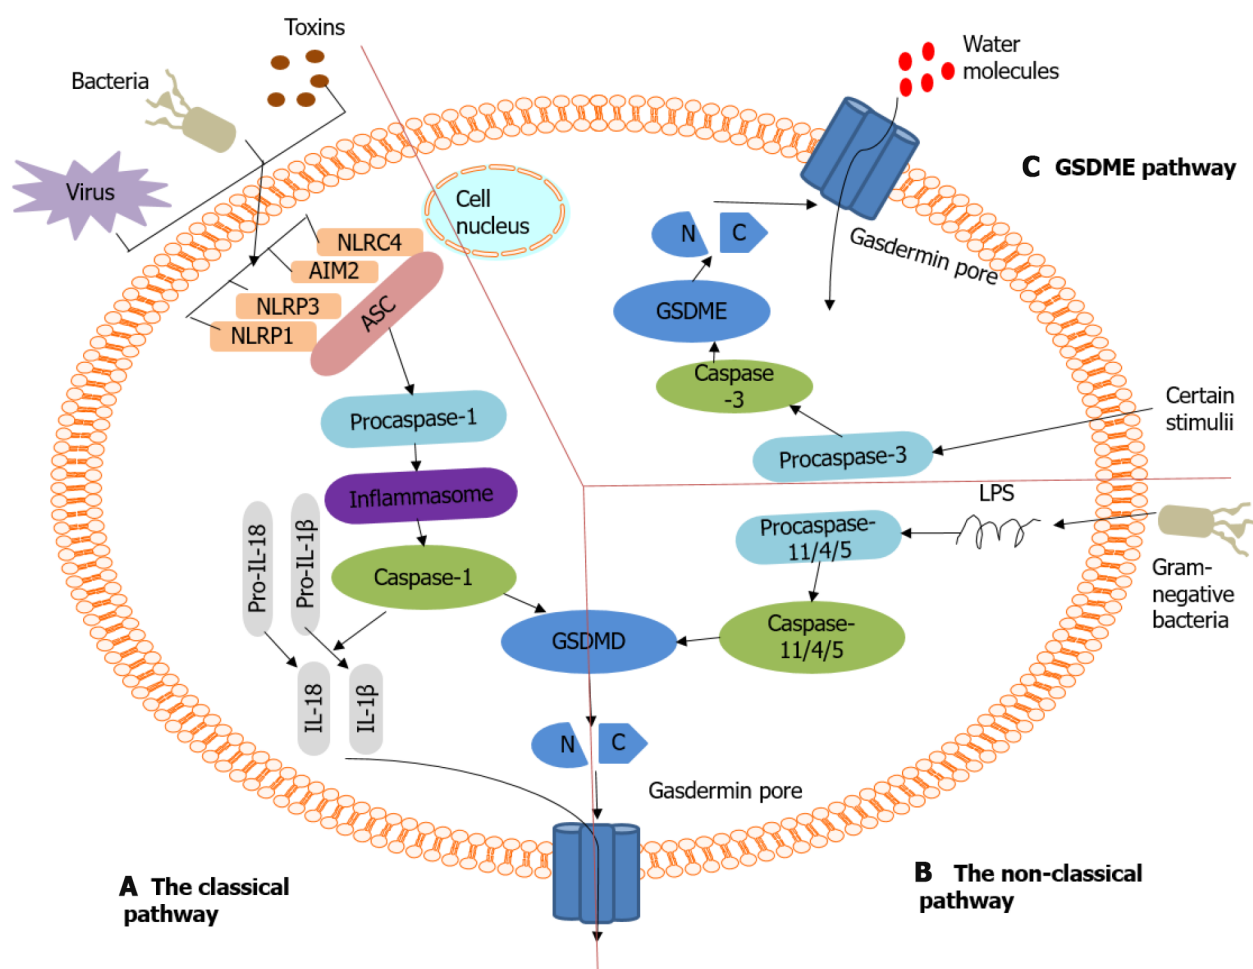 Toxins
Bacteria
Virus
Water
molecules
C GSDME pathway
Cell
nucleus
NLRC4
AIM2
NLRP3
NLRP1
ASC
N
C
Gasdermin pore
GSDME
Caspase
-3
Procaspase-3
Certain
stimulii
Procaspase-1
Inflammasome
Caspase-1
Pro-IL-18
Pro-IL-1β
IL-18
IL-1β
LPS
Procaspase-
11/4/5
Gram-
negative
bacteria
Caspase-
11/4/5
GSDMD
N
C
Gasdermin pore
A The classical
pathway
B The non-classical
pathway